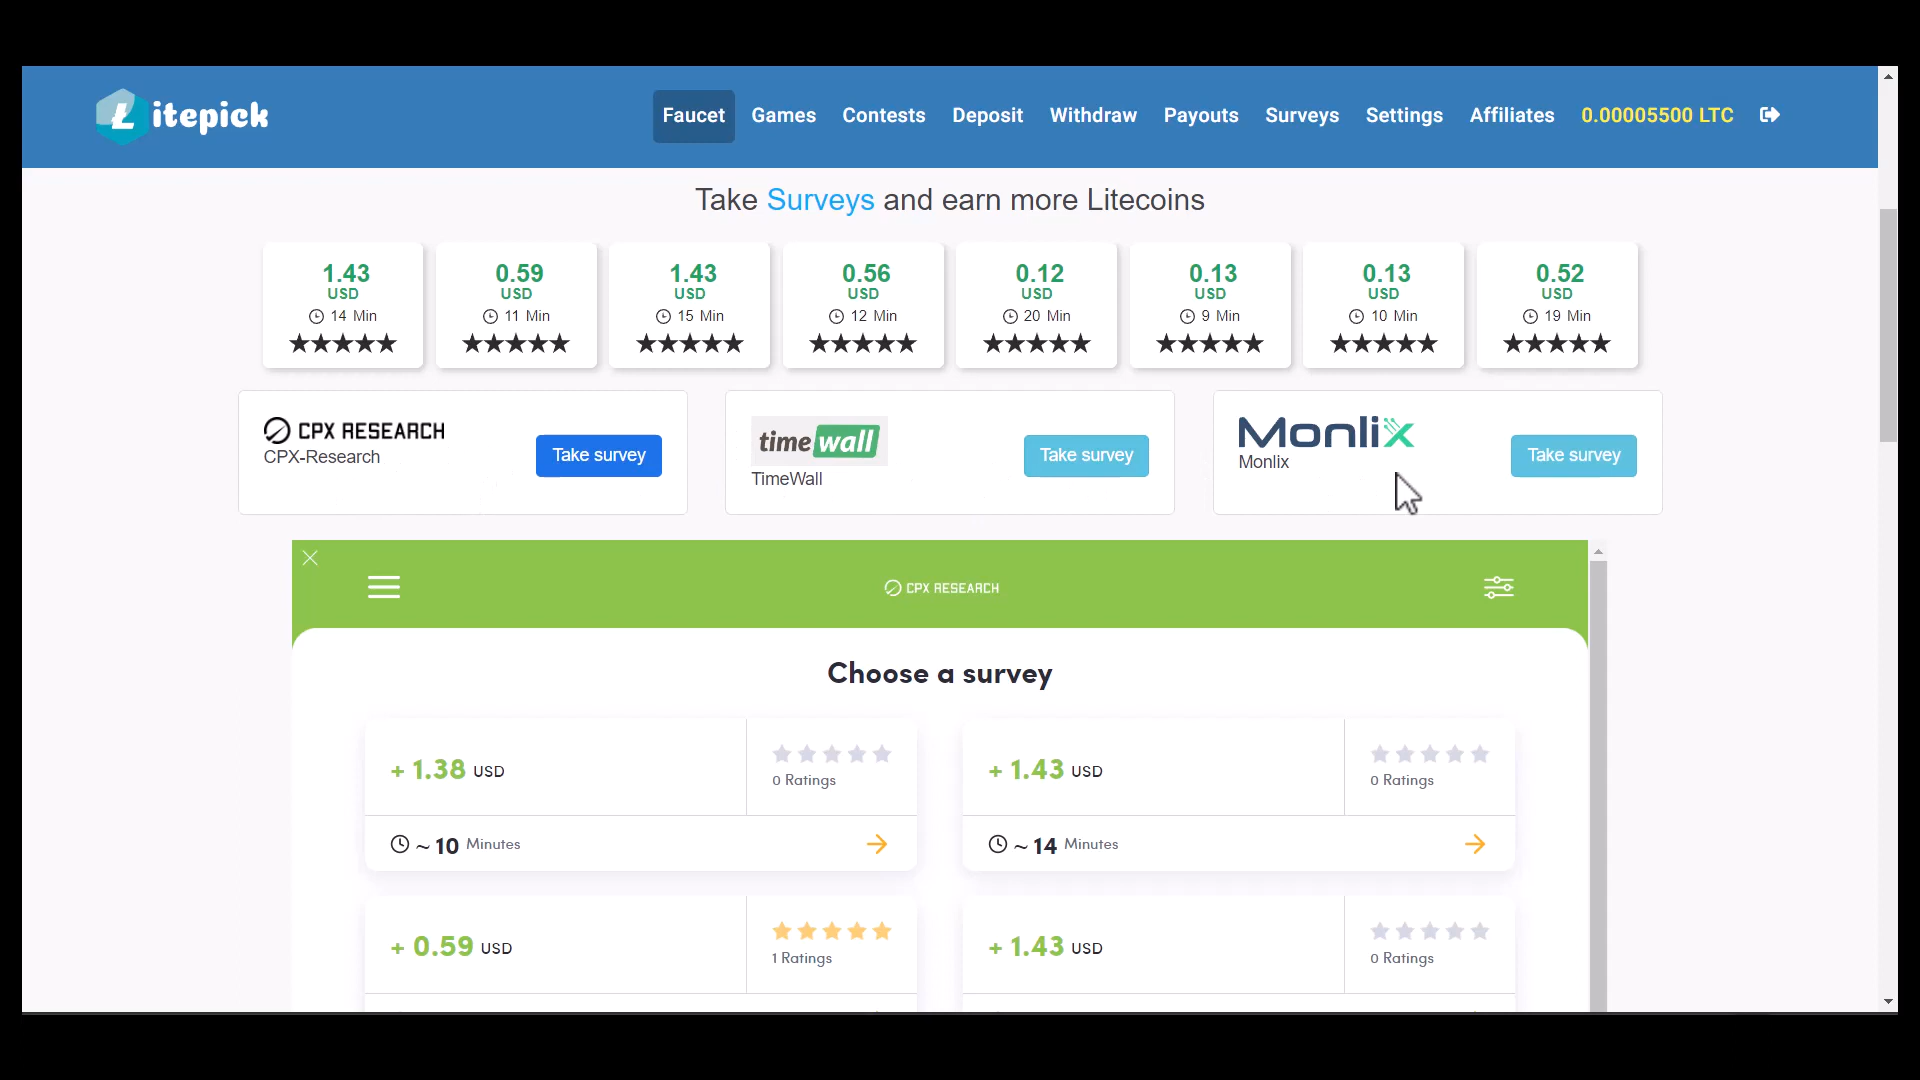 Litepick
Faucet Games Contests Deposit Withdraw Payouts Surveys Settings Affiliates 0.00005500 LTC
Take Surveys and earn more Litecoins
1.43 0.59 1.43 0.56 0.12 0.13 0.13 0.52
USD USD USD USD USD USD USD USD
14 Min 11 Min 15 Min 12 Min 20 Min 9 Min 10 Min 19 Min
CPX RESEARCH
CPX-Research
Take survey
timewall
TimeWall
Take survey
Monlix
Monlix
Take survey
CPX RESEARCH
Choose a survey
+ 1.38 USD
0 Ratings
~ 10 Minutes
+ 1.43 USD
0 Ratings
~ 14 Minutes
+ 0.59 USD
1 Ratings
+ 1.43 USD
0 Ratings